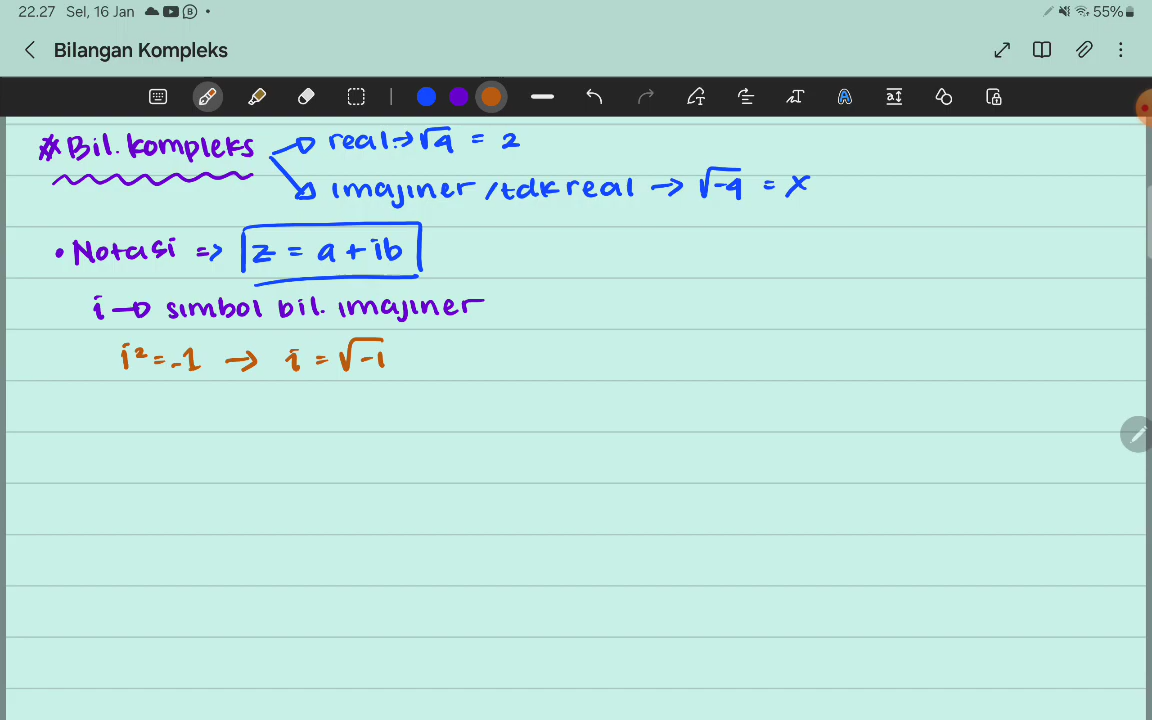 22.27 Sel, 16 Jan
55%
Bilangan Kompleks
# Bil. kompleks
real → √4 = 2
imajiner / tdk real → √-4 = x
• Notasi => z = a + ib
i → simbol bil. imajiner
i² = -1 → i = √-1